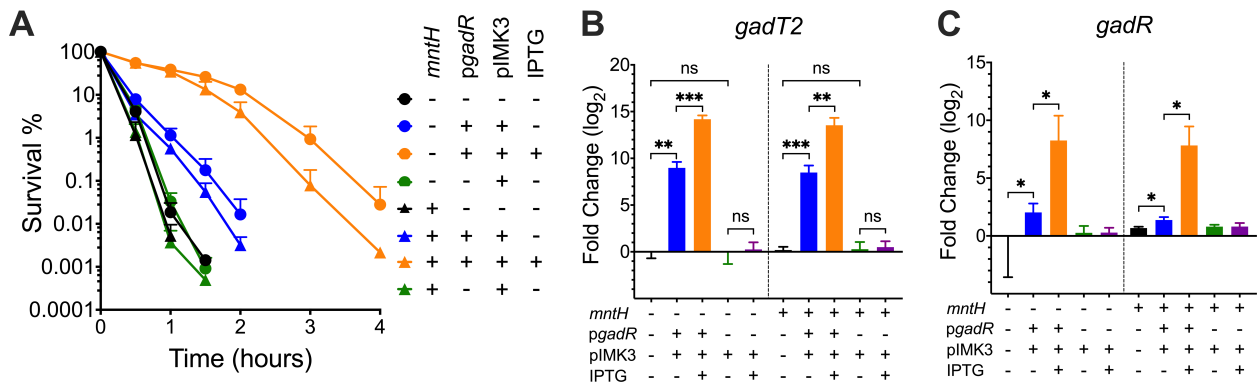 A
Survival %
100
10
1
0.1
0.01
0.001
0.0001
0 1 2 3 4
Time (hours)
mntH pgadR pIMK3 IPTG
- - - -
- + + -
- + + +
- - + -
+ - - -
+ + + -
+ + + +
+ - + -
B
gadT2
Fold Change (log2)
20
15
10
5
0
ns ns
*** **
** ***
ns ns
mntH - - - - - + + + + +
pgadR - + + - - - + + - -
pIMK3 - + + + + - + + + +
IPTG - - + - + - - + - +
C
gadR
Fold Change (log2)
15
10
5
0
* *
* *
mntH - - - - - + + + + +
pgadR - + + - - - + + - -
pIMK3 - + + + + - + + + +
IPTG - - + - + - - + - +